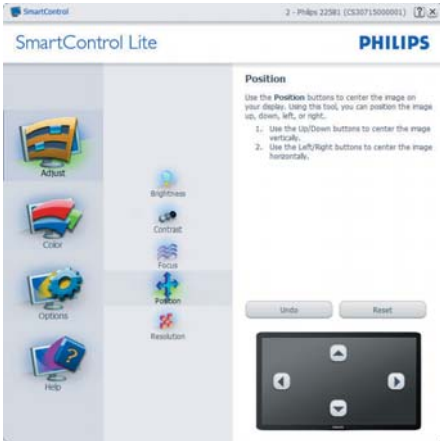 SmartControl
2 - Philips 225B1 (CS30715000001)
SmartControl Lite
PHILIPS
Adjust
Color
Options
Help
Brightness
Contrast
Focus
Position
Resolution
Position
Use the Position buttons to center the image on
your display. Using this tool, you can position the image
up, down, left, or right.
1. Use the Up/Down buttons to center the image
vertically.
2. Use the Left/Right buttons to center the image
horizontally.
Undo
Reset